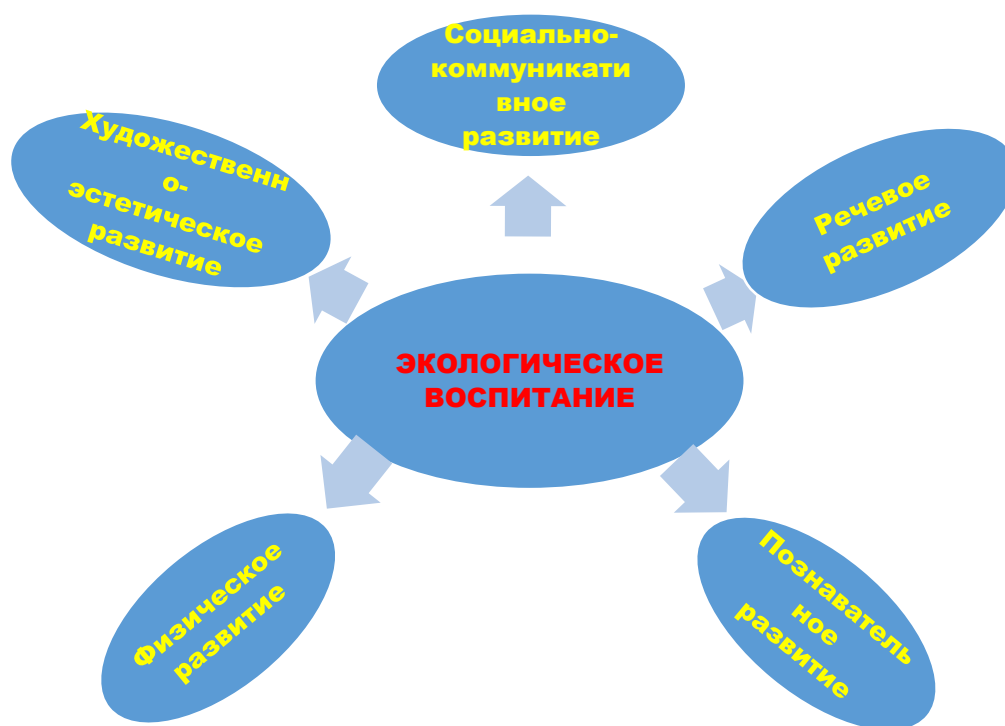 Социально-
коммуникати
вное
развитие
Художественн
о-
эстетическое
развитие
Речевое
развитие
ЭКОЛОГИЧЕСКОЕ
ВОСПИТАНИЕ
Физическое
развитие
Познаватель
ное
развитие